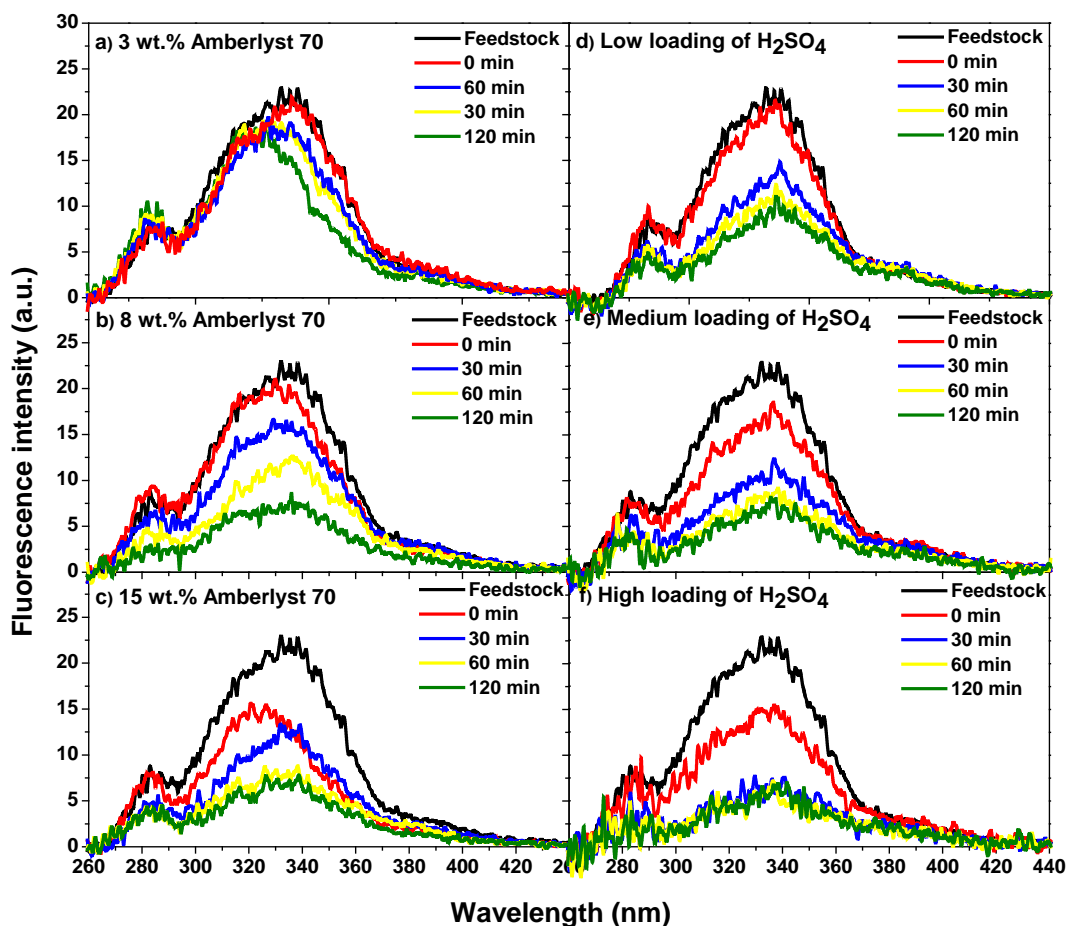 Fluorescence intensity (a.u.)
30
25
20
15
10
5
0
a) 3 wt.% Amberlyst 70
Feedstock
0 min
60 min
30 min
120 min
d) Low loading of H2SO4
Feedstock
0 min
30 min
60 min
120 min
25
20
15
10
5
0
b) 8 wt.% Amberlyst 70
Feedstock
0 min
30 min
60 min
120 min
e) Medium loading of H2SO4
Feedstock
0 min
30 min
60 min
120 min
25
20
15
10
5
0
c) 15 wt.% Amberlyst 70
Feedstock
0 min
30 min
60 min
120 min
f) High loading of H2SO4
Feedstock
0 min
30 min
60 min
120 min
260 280 300 320 340 360 380 400 420 260 280 300 320 340 360 380 400 420 440
Wavelength (nm)